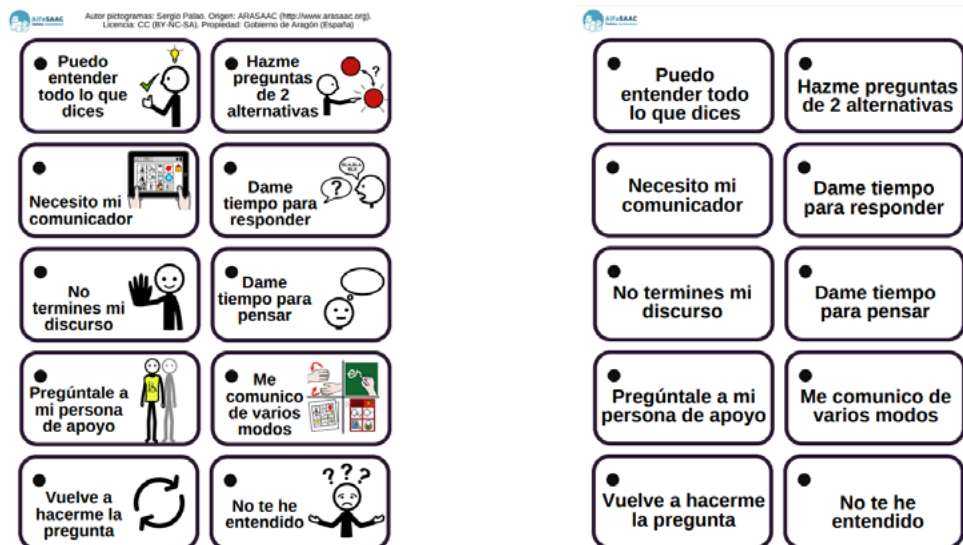 AlfaSAAC
Autor pictogramas: Sergio Palao. Origen: ARASAAC (http://www.arasaac.org).
Licencia: CC (BY-NC-SA). Propiedad: Gobierno de Aragón (España)
Puedo
entender
todo lo que
dices
Hazme
preguntas
de 2
alternativas
?
Necesito mi
comunicador
Dame
tiempo para
responder
BLA, BLA
BLA
?
No
termines mi
discurso
Dame
tiempo para
pensar
Pregúntale a
mi persona
de apoyo
Me
comunico
de varios
modos
Vuelve a
hacerme la
pregunta
No te he
entendido
? ? ?
AlfaSAAC
Puedo
entender todo
lo que dices
Hazme preguntas
de 2 alternativas
Necesito mi
comunicador
Dame tiempo
para responder
No termines mi
discurso
Dame tiempo
para pensar
Pregúntale a mi
persona de apoyo
Me comunico de
varios modos
Vuelve a hacerme
la pregunta
No te he
entendido